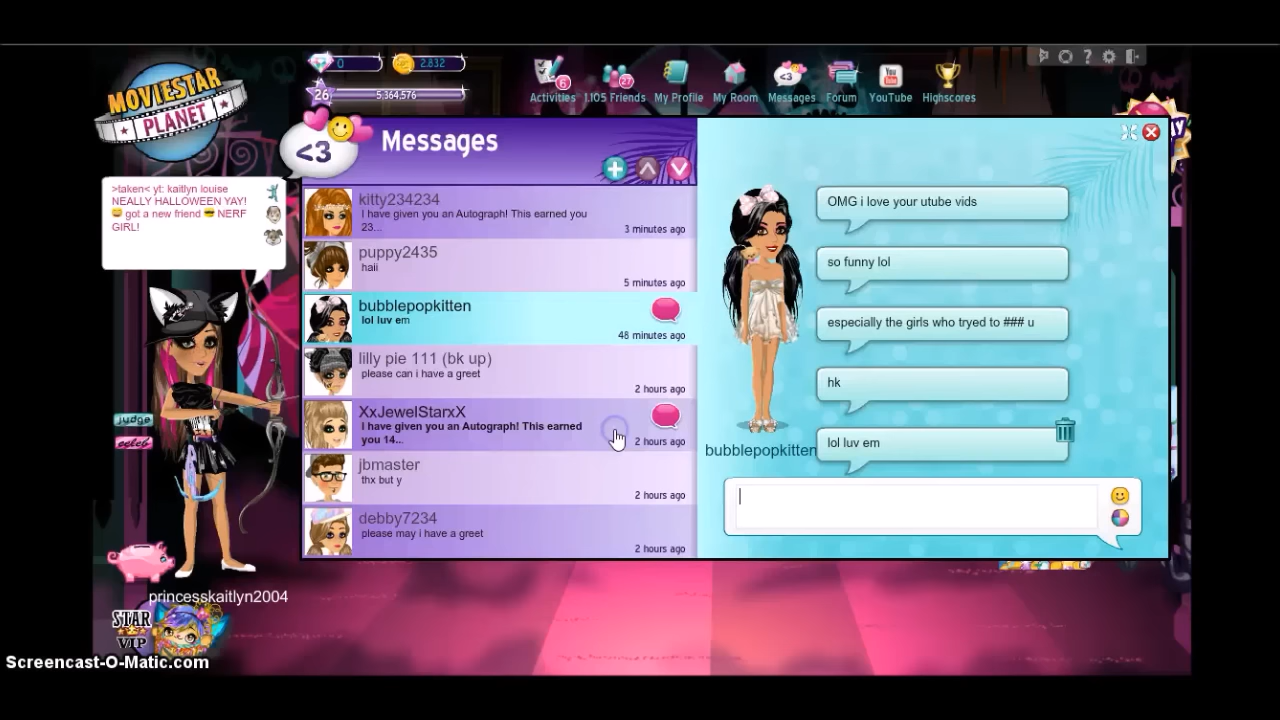 MOVIESTAR
PLANET
0
2,832
26
5,364,576
6
27
Activities
1.105 Friends
My Profile
My Room
<3
Messages
Forum
You
Tube
YouTube
?
Highscores
<3
Messages
>taken< yt: kaitlyn louise
NEALLY HALLOWEEN YAY!
😄 got a new friend 😎 NERF
GIRL!
kitty234234
I have given you an Autograph! This earned you
23...
3 minutes ago
puppy2435
haii
5 minutes ago
bubblepopkitten
lol luv em
48 minutes ago
lilly pie 111 (bk up)
please can i have a greet
2 hours ago
XxJewelStarxX
I have given you an Autograph! This earned
you 14...
2 hours ago
jbmaster
thx but y
2 hours ago
debby7234
please may i have a greet
2 hours ago
OMG i love your utube vids
so funny lol
especially the girls who tryed to ### u
hk
lol luv em
bubblepopkitten
judge
celeb
princesskaitlyn2004
STAR
VIP
Screencast-O-Matic.com